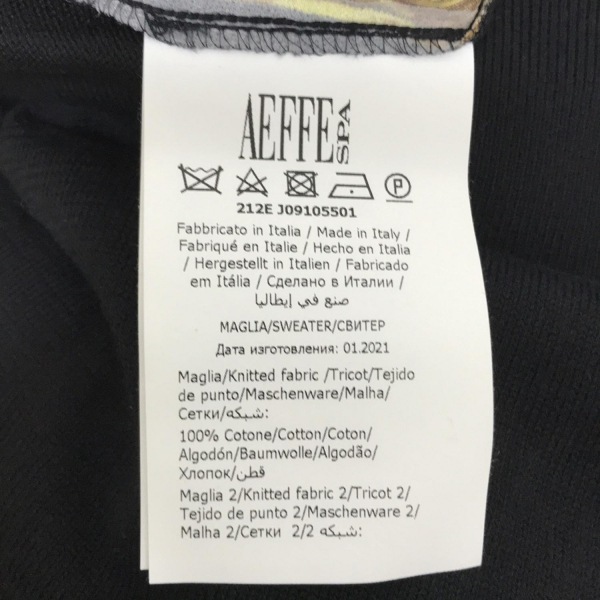 AEFFE SPA
P
212E J09105501
Fabbricato in Italia / Made in Italy /
Fabriqué en Italie / Hecho en Italia
/ Hergestellt in Italien / Fabricado
em Itália / Сделано в Италии /
صنع في إيطاليا
MAGLIA/SWEATER/СВИТЕР
Дата изготовления: 01.2021
Maglia/Knitted fabric /Tricot/Tejido
de punto/Maschenware/Malha/
Сетки/شبكه:
100% Cotone/Cotton/Coton/
Algodón/Baumwolle/Algodão/
Хлопок/قطن
Maglia 2/Knitted fabric 2/Tricot 2/
Tejido de punto 2/Maschenware 2/
Malha 2/Сетки 2/2 شبكه: